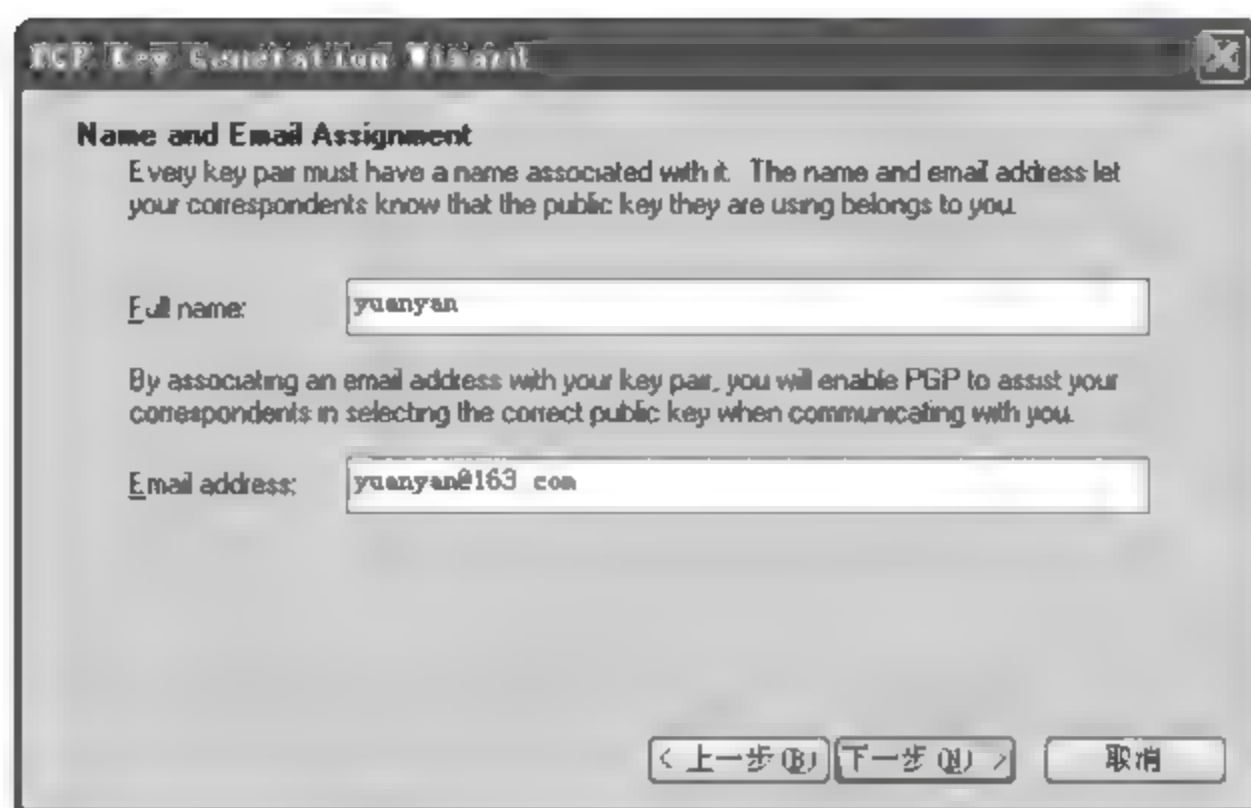 PGP Key Generation Wizard
Name and Email Assignment
Every key pair must have a name associated with it. The name and email address let
your correspondents know that the public key they are using belongs to you.
Full name:
yuanyan
By associating an email address with your key pair, you will enable PGP to assist your
correspondents in selecting the correct public key when communicating with you.
Email address:
yuanyan@163 com
< 上一步(B) 下一步(N) > 取消